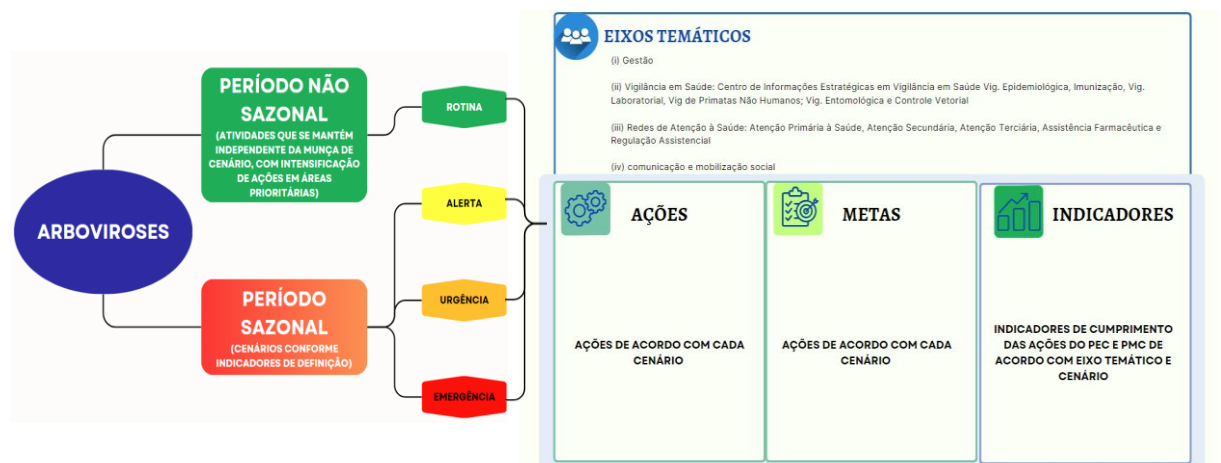 ARBOVIROSES
PERÍODO NÃO
SAZONAL
(ATIVIDADES QUE SE MANTÉM
INDEPENDENTE DA MUNÇA DE
CENÁRIO, COM INTENSIFICAÇÃO
DE AÇÕES EM ÁREAS
PRIORITÁRIAS)
PERÍODO
SAZONAL
(CENÁRIOS CONFORME
INDICADORES DE DEFINIÇÃO)
ROTINA
ALERTA
URGÊNCIA
EMERGÊNCIA
EIXOS TEMÁTICOS
(i) Gestão
(ii) Vigilância em Saúde: Centro de Informações Estratégicas em Vigilância em Saúde Vig. Epidemiológica, Imunização, Vig.
Laboratorial, Vig de Primatas Não Humanos; Vig. Entomológica e Controle Vetorial
(iii) Redes de Atenção à Saúde: Atenção Primária à Saúde, Atenção Secundária, Atenção Terciária, Assistência Farmacêutica e
Regulação Assistencial
(iv) comunicação e mobilização social
AÇÕES
AÇÕES DE ACORDO COM CADA
CENÁRIO
METAS
AÇÕES DE ACORDO COM CADA
CENÁRIO
INDICADORES
INDICADORES DE CUMPRIMENTO
DAS AÇÕES DO PEC E PMC DE
ACORDO COM EIXO TEMÁTICO E
CENÁRIO